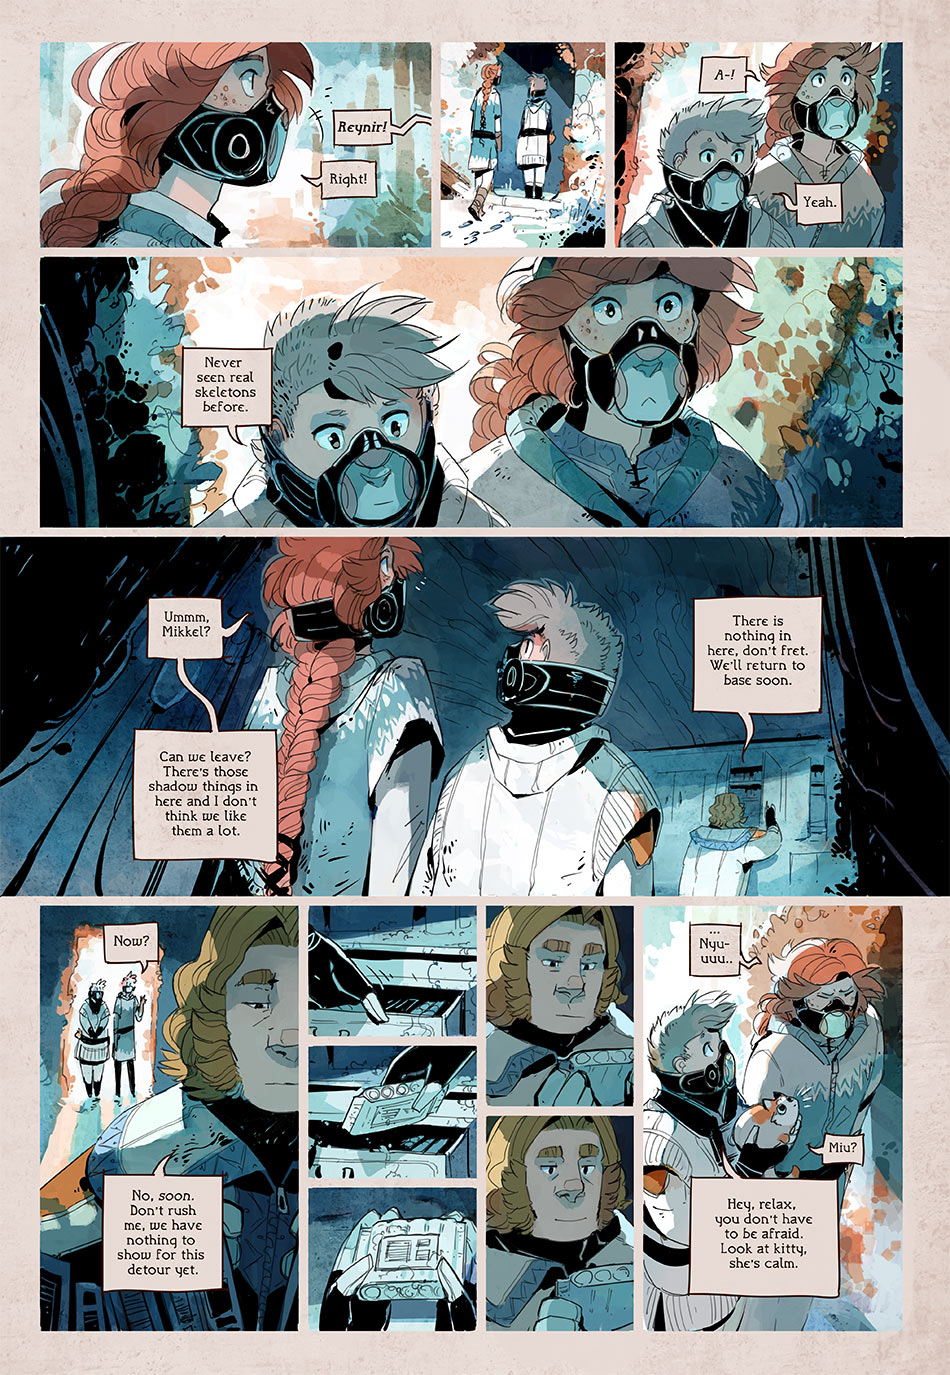 Reynir!
Right!
A-!
Yeah.
Never
seen real
skeletons
before.
Ummm,
Mikkel?
Can we leave?
There's those
shadow things in
here and I don't
think we like
them a lot.
There is
nothing in
here, don't fret.
We'll return to
base soon.
Now?
No, soon.
Don't rush
me, we have
nothing to
show for this
detour yet.
...
Nyu-
uuu..
Miu?
Hey, relax,
you don't have
to be afraid.
Look at kitty,
she's calm.